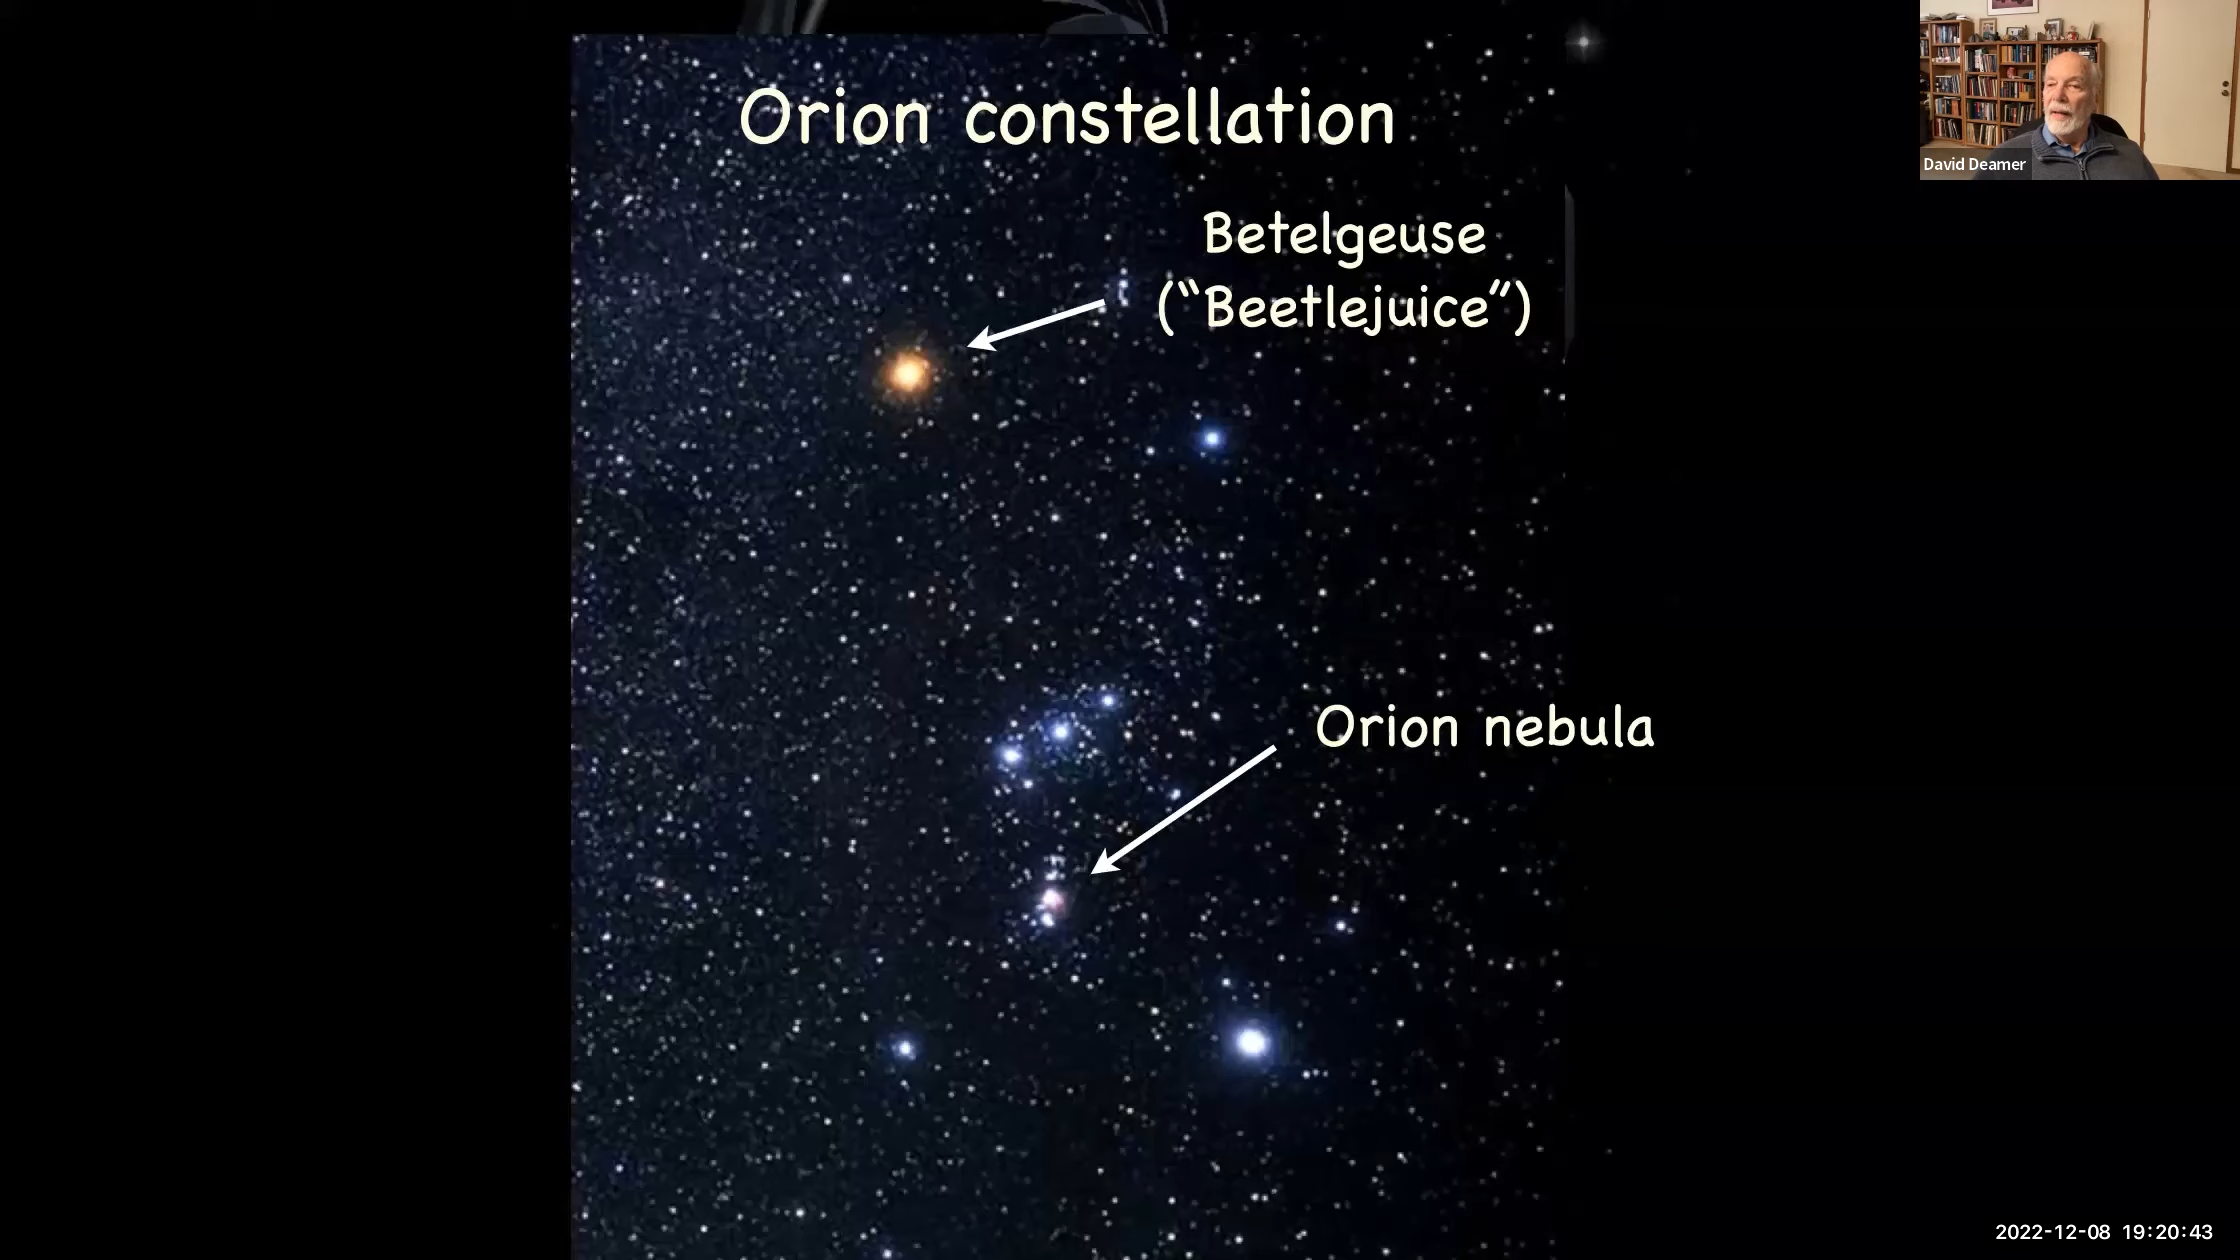 Orion constellation
Betelgeuse
(“Beetlejuice”)
Orion nebula
David Deamer
2022-12-08 19:20:43